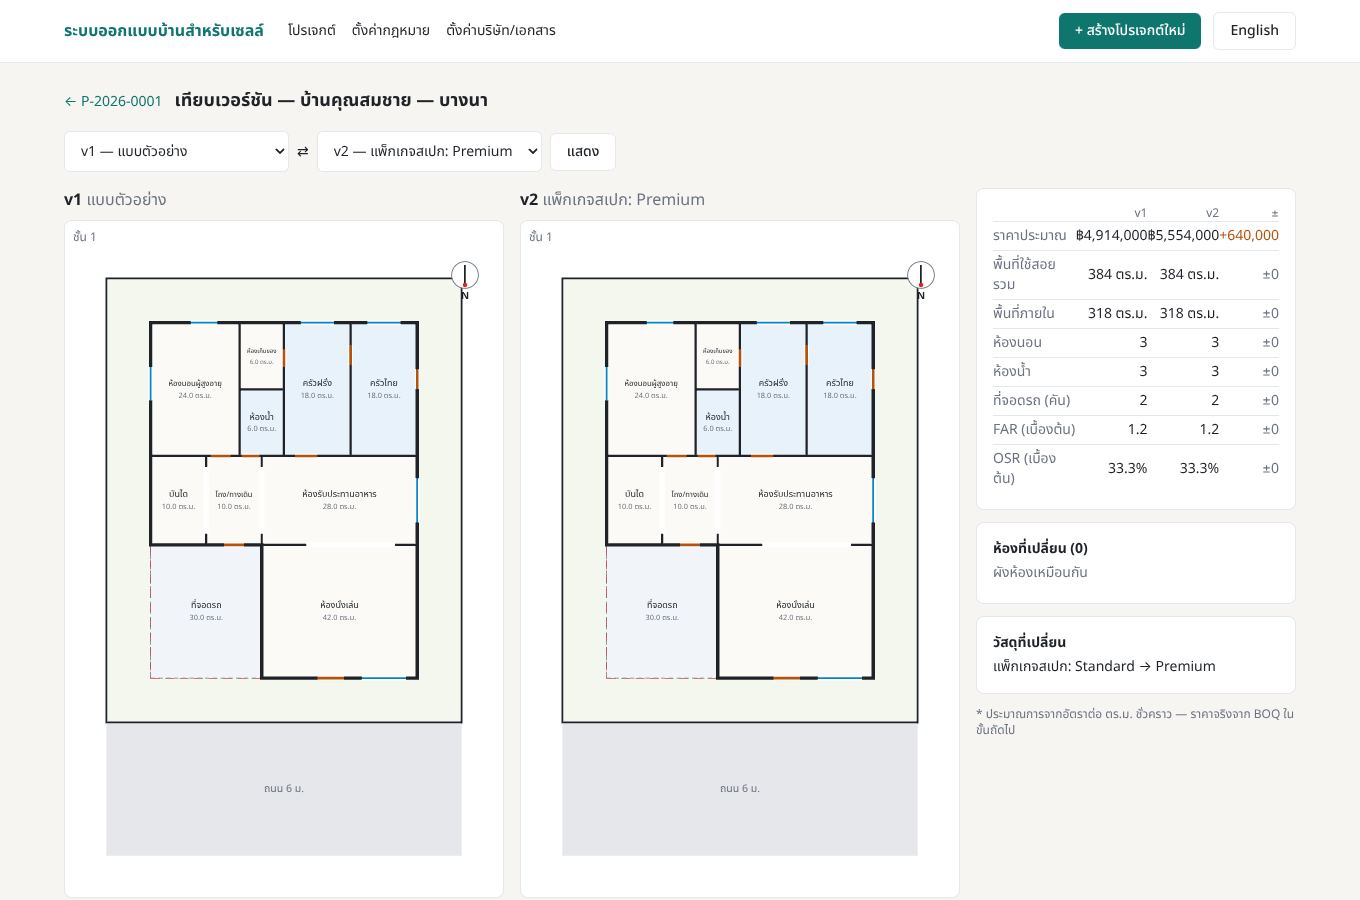 ระบบออกแบบบ้านสำหรับเซลล์ โปรเจกต์ ตั้งค่ากฎหมาย ตั้งค่าบริษัท/เอกสาร + สร้างโปรเจกต์ใหม่ English
← P-2026-0001 เทียบเวอร์ชัน — บ้านคุณสมชาย — บางนา
v1 — แบบตัวอย่าง ⇄ v2 — แพ็กเกจสเปก: Premium แสดง
v1 แบบตัวอย่าง
ชั้น 1
N
ห้องนอนผู้สูงอายุ
24.0 ตร.ม.
ห้องเก็บของ
6.0 ตร.ม.
ห้องน้ำ
6.0 ตร.ม.
ครัวฝรั่ง
18.0 ตร.ม.
ครัวไทย
18.0 ตร.ม.
บันได
10.0 ตร.ม.
โถง/ทางเดิน
10.0 ตร.ม.
ห้องรับประทานอาหาร
28.0 ตร.ม.
ที่จอดรถ
30.0 ตร.ม.
ห้องนั่งเล่น
42.0 ตร.ม.
ถนน 6 ม.
v2 แพ็กเกจสเปก: Premium
ชั้น 1
N
ห้องนอนผู้สูงอายุ
24.0 ตร.ม.
ห้องเก็บของ
6.0 ตร.ม.
ห้องน้ำ
6.0 ตร.ม.
ครัวฝรั่ง
18.0 ตร.ม.
ครัวไทย
18.0 ตร.ม.
บันได
10.0 ตร.ม.
โถง/ทางเดิน
10.0 ตร.ม.
ห้องรับประทานอาหาร
28.0 ตร.ม.
ที่จอดรถ
30.0 ตร.ม.
ห้องนั่งเล่น
42.0 ตร.ม.
ถนน 6 ม.
v1 v2 ±
ราคาประมาณ ฿4,914,000 ฿5,554,000 +640,000
พื้นที่ใช้สอย
รวม 384 ตร.ม. 384 ตร.ม. ±0
พื้นที่ภายใน 318 ตร.ม. 318 ตร.ม. ±0
ห้องนอน 3 3 ±0
ห้องน้ำ 3 3 ±0
ที่จอดรถ (คัน) 2 2 ±0
FAR (เบื้องต้น) 1.2 1.2 ±0
OSR (เบื้อง
ต้น) 33.3% 33.3% ±0
ห้องที่เปลี่ยน (0)
ผังห้องเหมือนกัน
วัสดุที่เปลี่ยน
แพ็กเกจสเปก: Standard → Premium
* ประมาณการจากอัตราต่อ ตร.ม. ชั่วคราว — ราคาจริงจาก BOQ ใน
ขั้นถัดไป